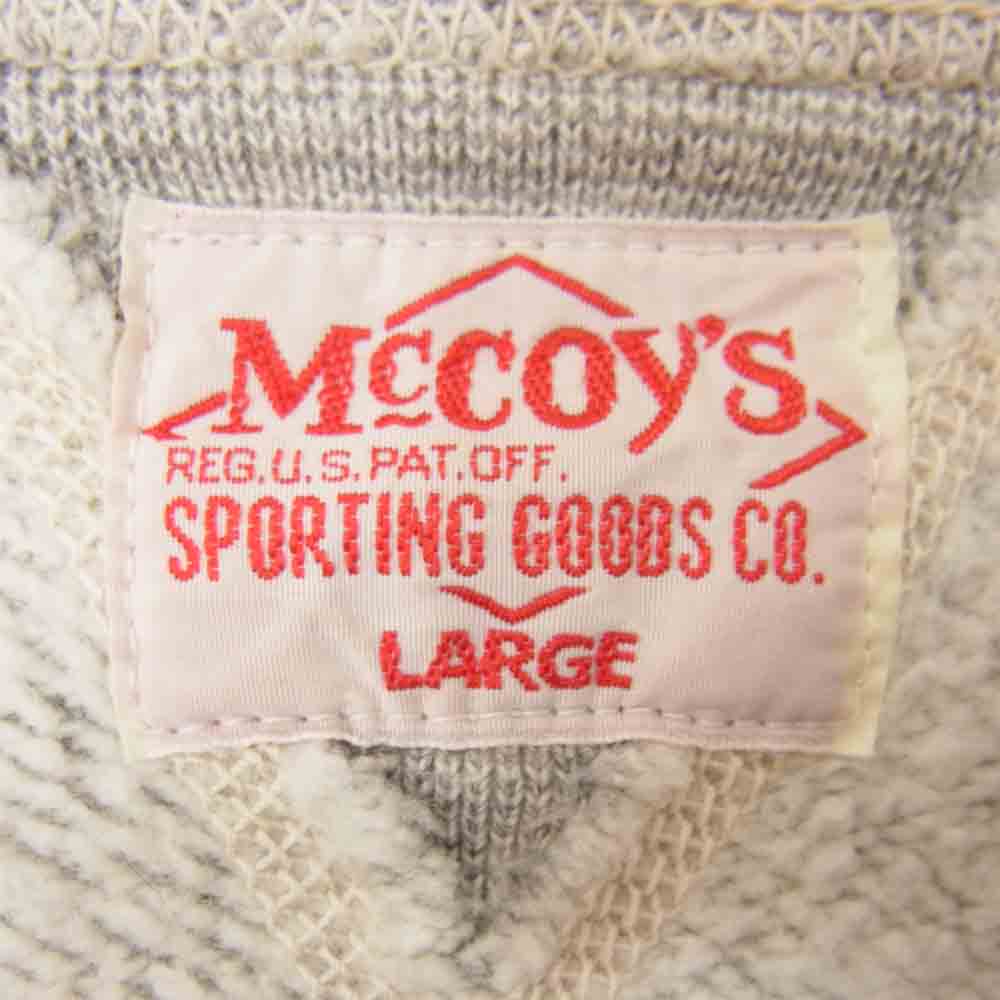 McCOY'S
REG.U.S.PAT.OFF.
SPORTING GOODS CO.
LARGE